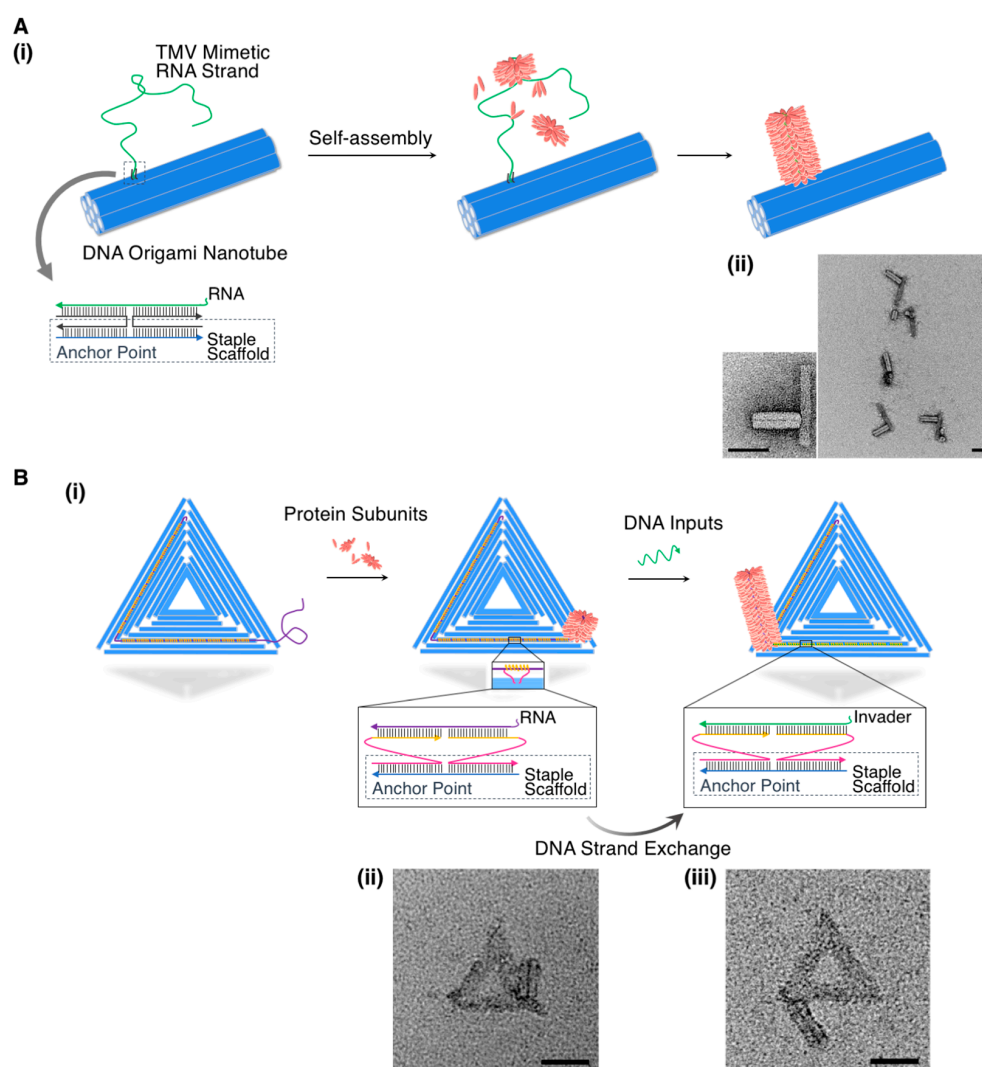 A
(i)
TMV Mimetic
RNA Strand
Self-assembly
DNA Origami Nanotube
RNA
Staple
Scaffold
Anchor Point
(ii)
B
(i)
Protein Subunits
DNA Inputs
RNA
Staple
Scaffold
Anchor Point
Invader
Staple
Scaffold
Anchor Point
DNA Strand Exchange
(ii)
(iii)